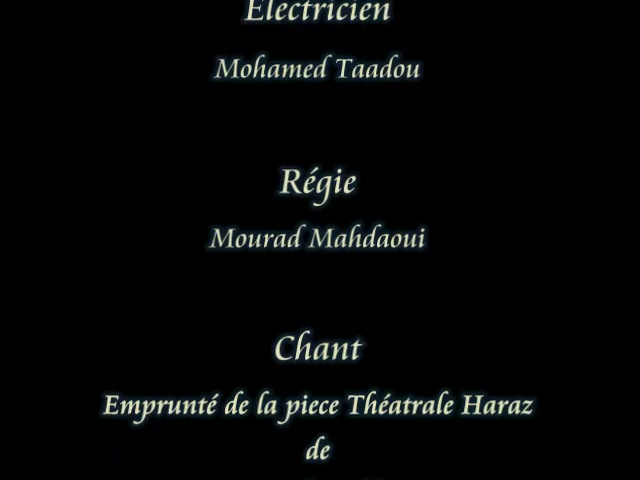 Electricien
Mohamed Taadou
Régie
Mourad Mahdaoui
Chant
Emprunté de la piece Théatrale Haraz
de